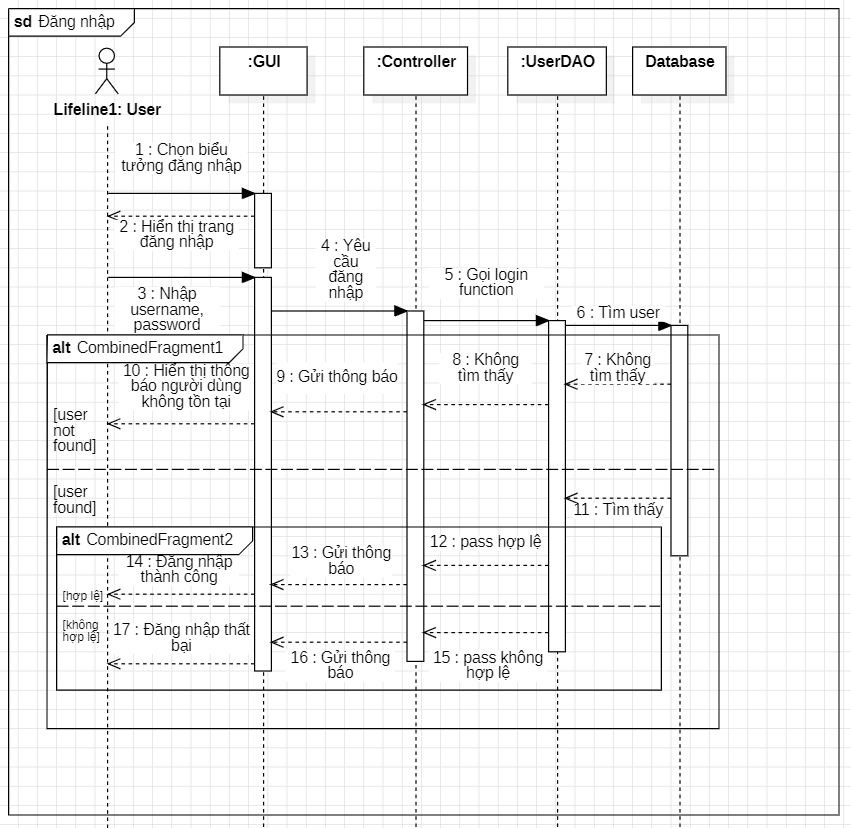 sd Đăng nhập
:GUI
:Controller
:UserDAO
Database
Lifeline1: User
1 : Chọn biểu
tưởng đăng nhập
2 : Hiển thị trang
đăng nhập
3 : Nhập
username,
password
4 : Yêu
cầu
đăng
nhập
5 : Gọi login
function
6 : Tìm user
alt CombinedFragment1
7 : Không
tìm thấy
8 : Không
tìm thấy
9 : Gửi thông báo
10 : Hiển thị thông
báo người dùng
không tồn tại
[user
not
found]
[user
found]
11 : Tìm thấy
alt CombinedFragment2
12 : pass hợp lệ
13 : Gửi thông
báo
14 : Đăng nhập
thành công
[hợp lệ]
[không
hợp lệ]
15 : pass không
hợp lệ
16 : Gửi thông
báo
17 : Đăng nhập thất
bại